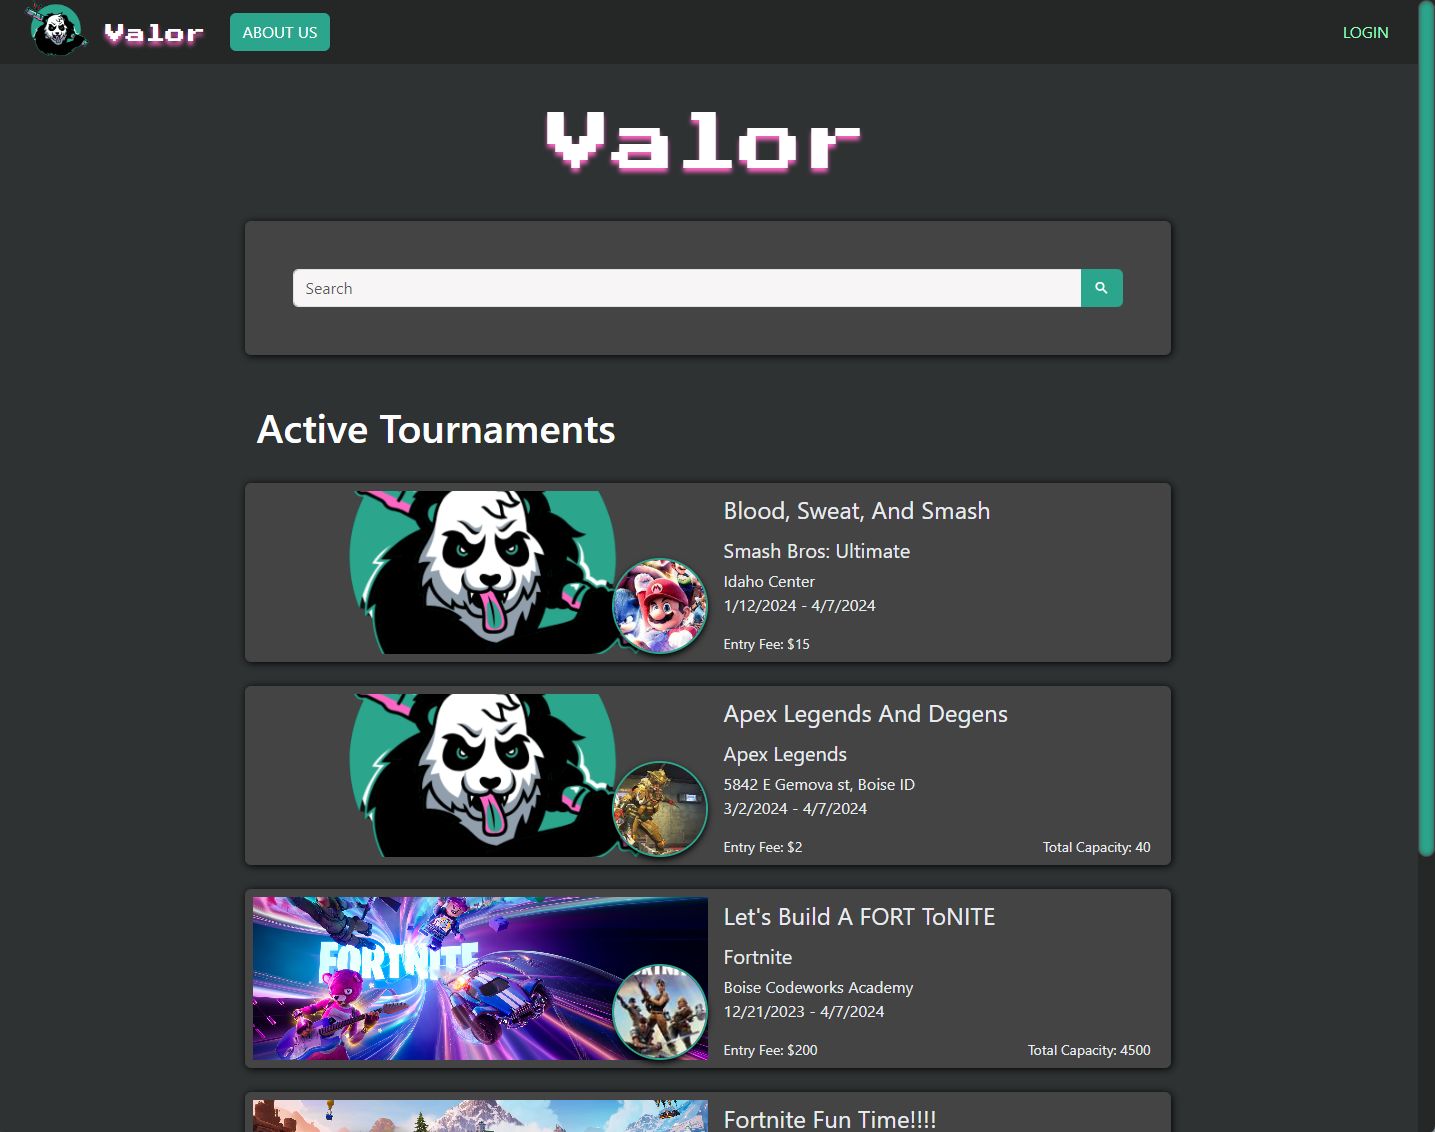 Valor
ABOUT US
LOGIN
Valor
Search
Active Tournaments
Blood, Sweat, And Smash
Smash Bros: Ultimate
Idaho Center
1/12/2024 - 4/7/2024
Entry Fee: $15
Apex Legends And Degens
Apex Legends
5842 E Gemova st, Boise ID
3/2/2024 - 4/7/2024
Entry Fee: $2
Total Capacity: 40
FORTNITE
Let's Build A FORT ToNITE
Fortnite
Boise Codeworks Academy
12/21/2023 - 4/7/2024
Entry Fee: $200
Total Capacity: 4500
Fortnite Fun Time!!!!